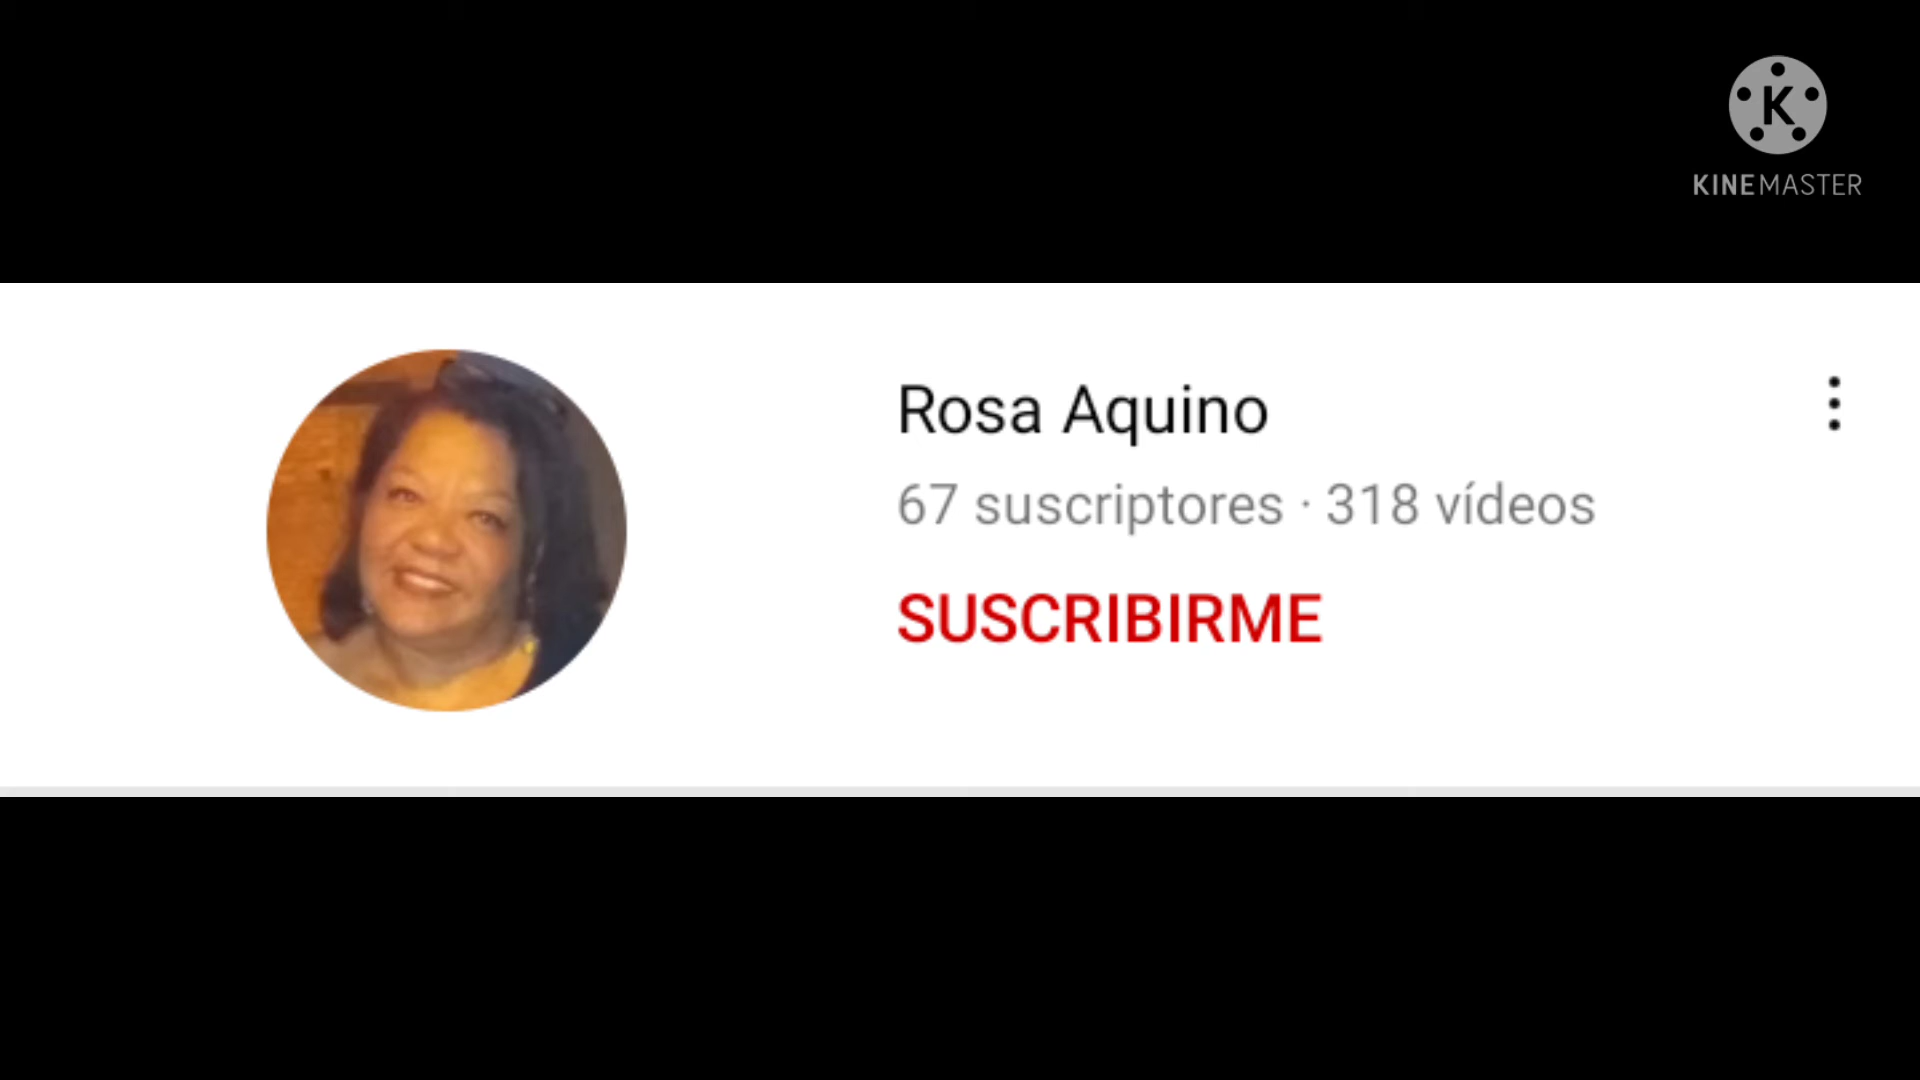 K
KINEMASTER
Rosa Aquino
67 suscriptores · 318 vídeos
SUSCRIBIRME